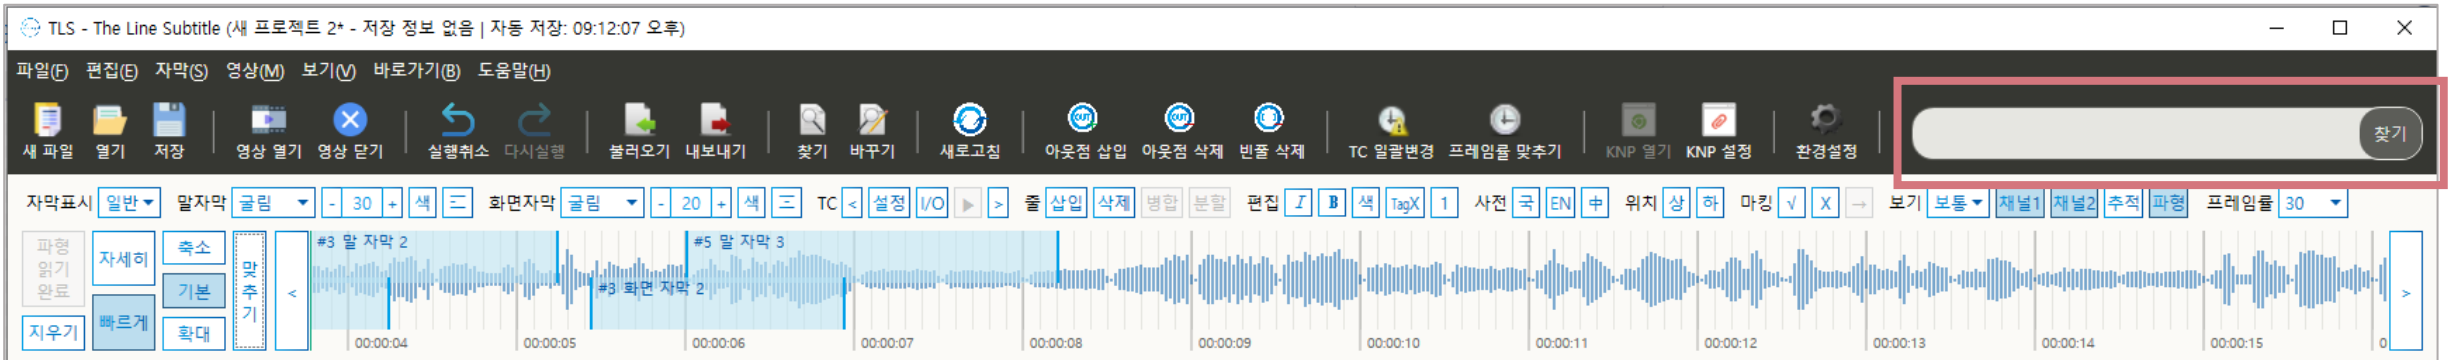 TLS - The Line Subtitle (새 프로젝트 2* - 저장 정보 없음 | 자동 저장: 09:12:07 오후)
파일(F) 편집(E) 자막(S) 영상(M) 보기(V) 바로가기(B) 도움말(H)
새 파일 열기 저장 영상 열기 영상 닫기 실행취소 다시실행 불러오기 내보내기 찾기 바꾸기 새로고침 아웃점 삽입 아웃점 삭제 빈풀 삭제 TC 일괄변경 프레임률 맞추기 KNP 열기 KNP 설정 환경설정 찾기
자막표시 일반 말자막 굴림 - 30 + 색 화면자막 굴림 - 20 + 색 TC < 설정 I/O > 줄 삽입 삭제 병합 분할 편집 I B 색 TagX 1 사전 국 EN 中 위치 상 하 마킹 √ X → 보기 보통 채널1 채널2 추적 파형 프레임률 30
파형 읽기 완료 자세히 축소 맞추기 < #3 말 자막 2 #5 말 자막 3 >
기본 #3 화면 자막 2
지우기 빠르게 확대
00:00:04 00:00:05 00:00:06 00:00:07 00:00:08 00:00:09 00:00:10 00:00:11 00:00:12 00:00:13 00:00:14 00:00:15 0